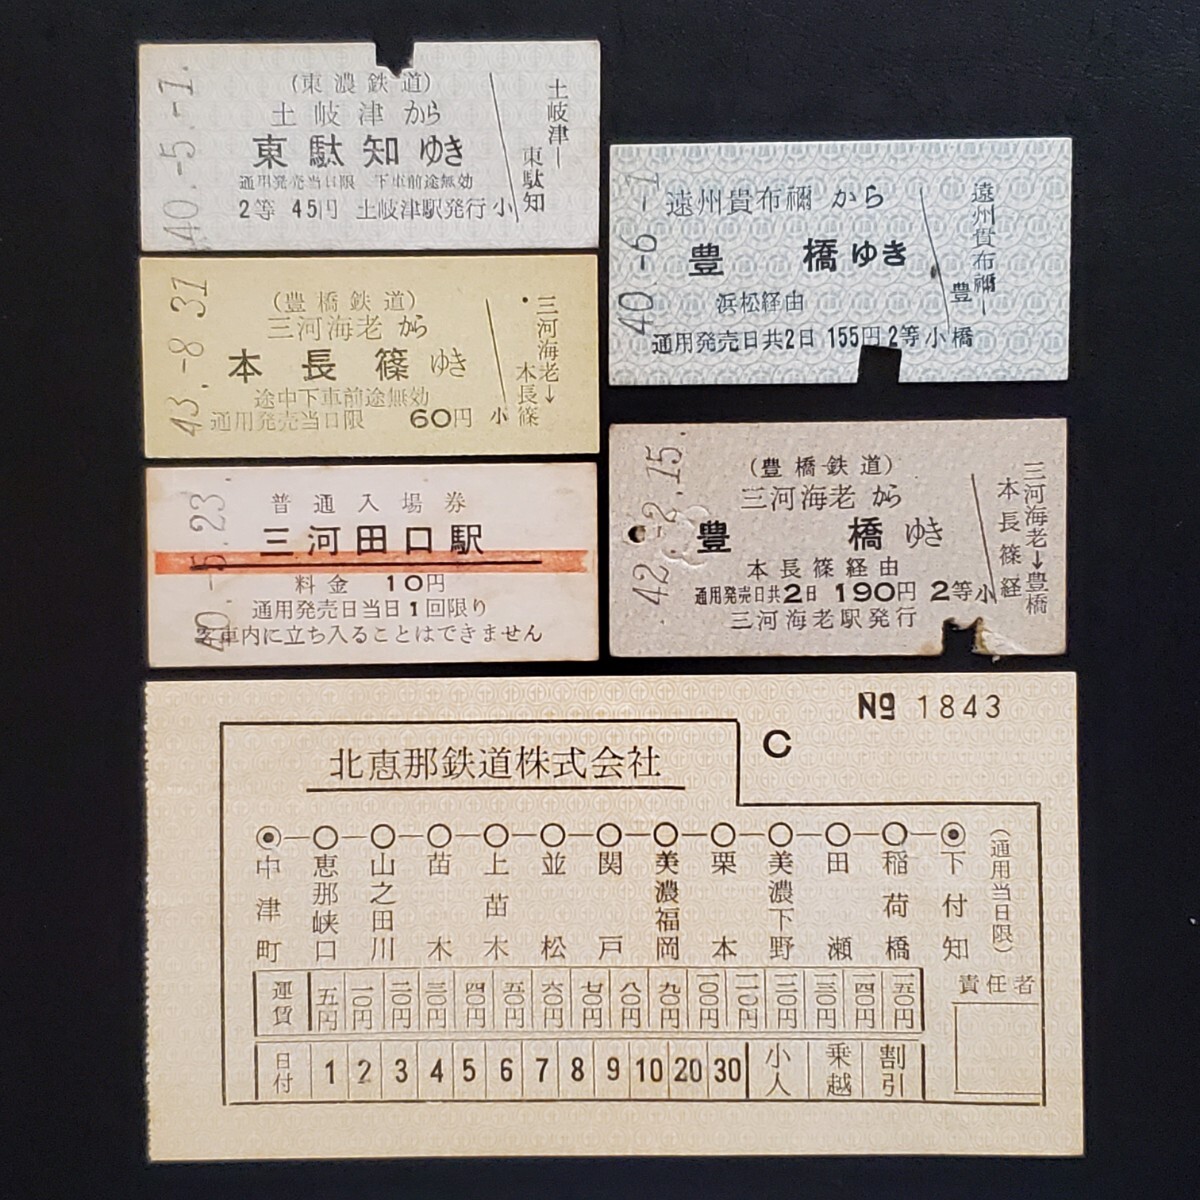 40.-5.-1.
(東濃鉄道)
土岐津から
東駄知ゆき
通用発売当日限 下車前途無効
2等 45円 土岐津駅発行 小
土岐津ー
東駄知
43.-8.31
(豊橋鉄道)
三河海老から
本長篠ゆき
途中下車前途無効
通用発売当日限 60円 小
三河海老→
本長篠
40.-5.23.
普通入場券
三河田口駅
料金 10円
通用発売日当日1回限り
客車内に立ち入ることはできません
40.-6.-1
遠州貴布禰から
豊橋ゆき
浜松経由
通用発売日共2日 155円 2等 小
遠州貴布禰ー
豊橋
42.-2.15.
(豊橋鉄道)
三河海老から
豊橋ゆき
本長篠経由
通用発売日共2日 190円 2等 小
三河海老駅発行
三河海老→豊橋
本長篠経
№ 1843
C
北恵那鉄道株式会社
中津町
恵那峡口
山之田川
苗木
上苗木
並松
関戸
美濃福岡
栗本
美濃下野
田瀬
稲荷橋
下付知
(通用当日限)
運賃 五円 一〇円 二〇円 三〇円 四〇円 五〇円 六〇円 七〇円 八〇円 九〇円 一〇〇円 一一〇円 一二〇円 一三〇円 一四〇円 一五〇円
責任者
日付 1 2 3 4 5 6 7 8 9 10 20 30 小人 乗越 割引